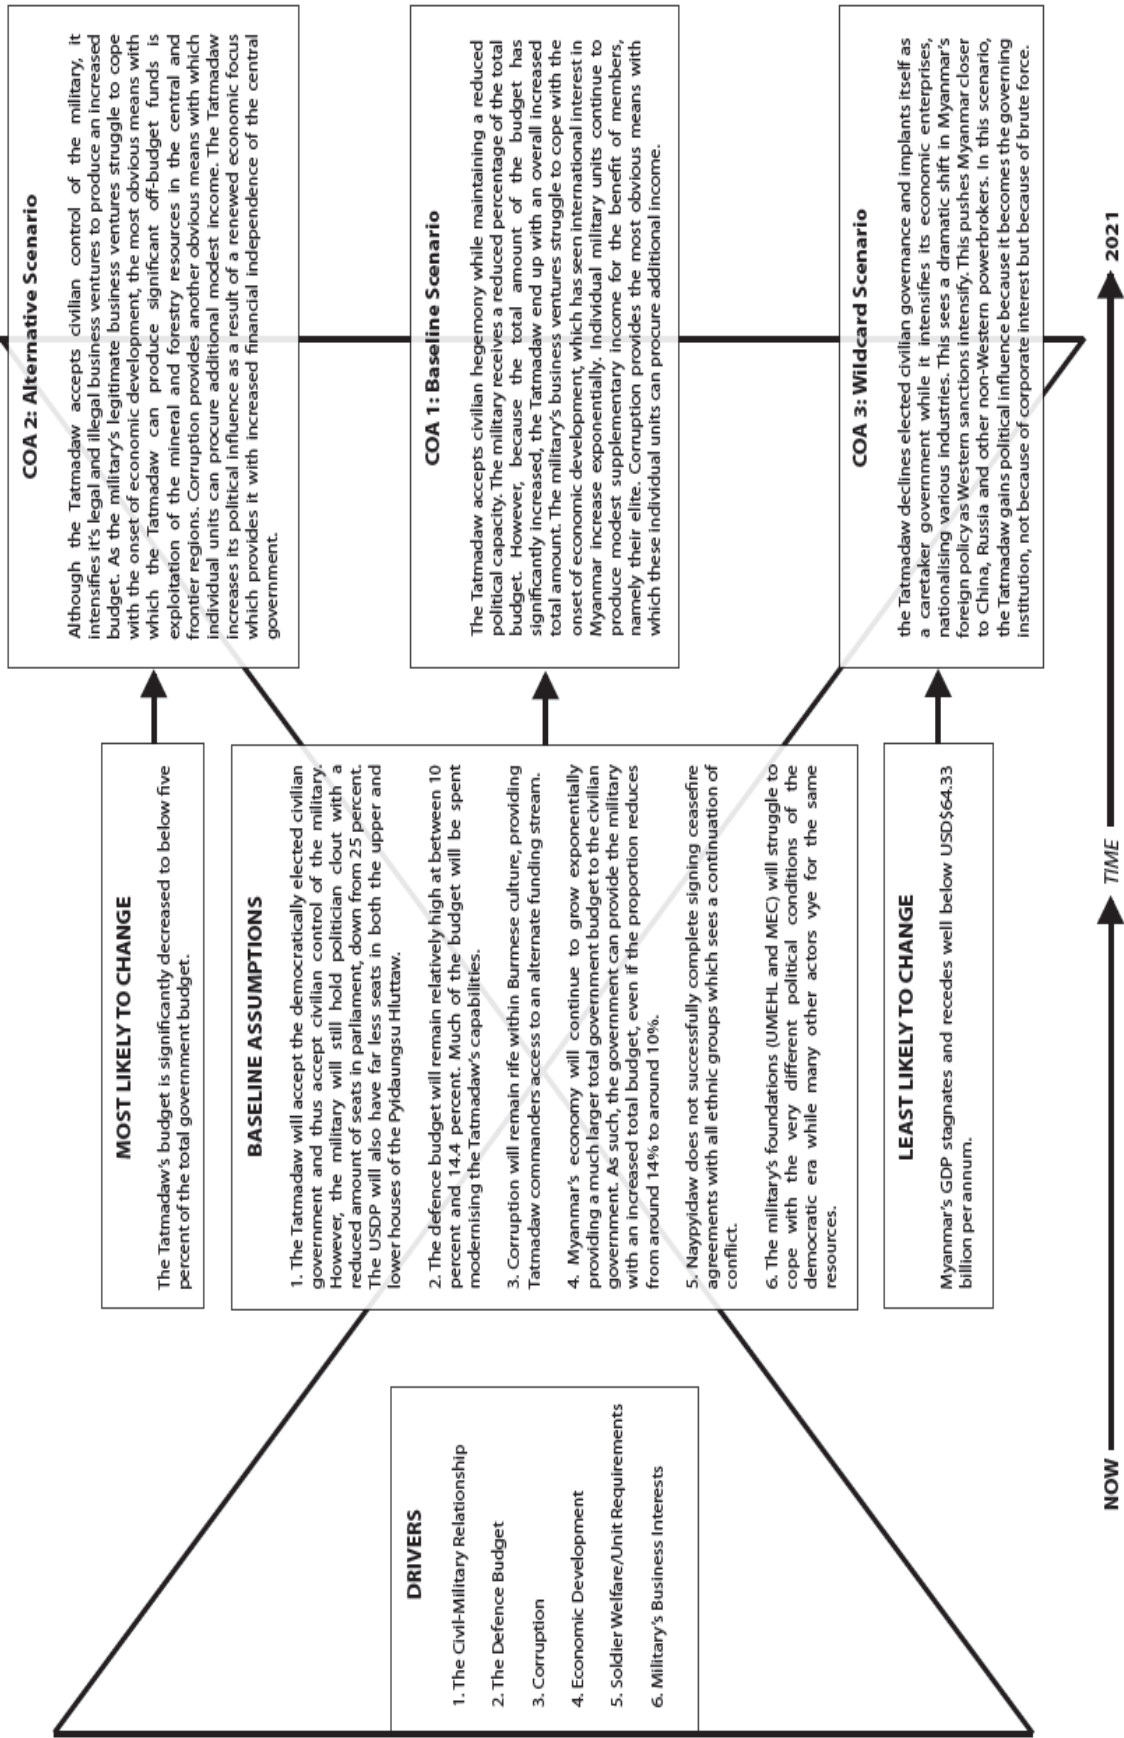 DRIVERS
1. The Civil-Military Relationship
2. The Defence Budget
3. Corruption
4. Economic Development
5. Soldier Welfare/Unit Requirements
6. Military's Business Interests
MOST LIKELY TO CHANGE
The Tatmadaw's budget is significantly decreased to below five
percent of the total government budget.
BASELINE ASSUMPTIONS
1. The Tatmadaw will accept the democratically elected civilian
government and thus accept civilian control of the military.
However, the military will still hold politician clout with a
reduced amount of seats in parliament, down from 25 percent.
The USDP will also have far less seats in both the upper and
lower houses of the Pyidaungsu Hluttaw.
2. The defence budget will remain relatively high at between 10
percent and 14.4 percent. Much of the budget will be spent
modernising the Tatmadaw's capabilities.
3. Corruption will remain rife within Burmese culture, providing
Tatmadaw commanders access to an alternate funding stream.
4. Myanmar's economy will continue to grow exponentially
providing a much larger total government budget to the civilian
government. As such, the government can provide the military
with an increased total budget, even if the proportion reduces
from around 14% to around 10%.
5. Naypyidaw does not successfully complete signing ceasefire
agreements with all ethnic groups which sees a continuation of
conflict.
6. The military's foundations (UMEHL and MEC) will struggle to
cope with the very different political conditions of the
democratic era while many other actors vye for the same
resources.
LEAST LIKELY TO CHANGE
Myanmar's GDP stagnates and recedes well below USD$64.33
billion per annum.
COA 2: Alternative Scenario
Although the Tatmadaw accepts civilian control of the military, it
intensifies it's legal and illegal business ventures to produce an increased
budget. As the military's legitimate business ventures struggle to cope
with the onset of economic development, the most obvious means with
which the Tatmadaw can produce significant off-budget funds is
exploitation of the mineral and forestry resources in the central and
frontier regions. Corruption provides another obvious means with which
individual units can procure additional modest income. The Tatmadaw
increases its political influence as a result of a renewed economic focus
which provides it with increased financial independence of the central
government.
COA 1: Baseline Scenario
The Tatmadaw accepts civilian hegemony while maintaining a reduced
political capacity. The military receives a reduced percentage of the total
budget. However, because the total amount of the budget has
significantly increased, the Tatmadaw end up with an overall increased
total amount. The military's business ventures struggle to cope with the
onset of economic development, which has seen international interest in
Myanmar increase exponentially. Individual military units continue to
produce modest supplementary income for the benefit of members,
namely their elite. Corruption provides the most obvious means with
which these individual units can procure additional income.
COA 3: Wildcard Scenario
the Tatmadaw declines elected civilian governance and implants itself as
a caretaker government while it intensifies its economic enterprises,
nationalising various industries. This sees a dramatic shift in Myanmar's
foreign policy as Western sanctions intensify. This pushes Myanmar closer
to China, Russia and other non-Western powerbrokers. In this scenario,
the Tatmadaw gains political influence because it becomes the governing
institution, not because of corporate interest but because of brute force.
NOW TIME 2021